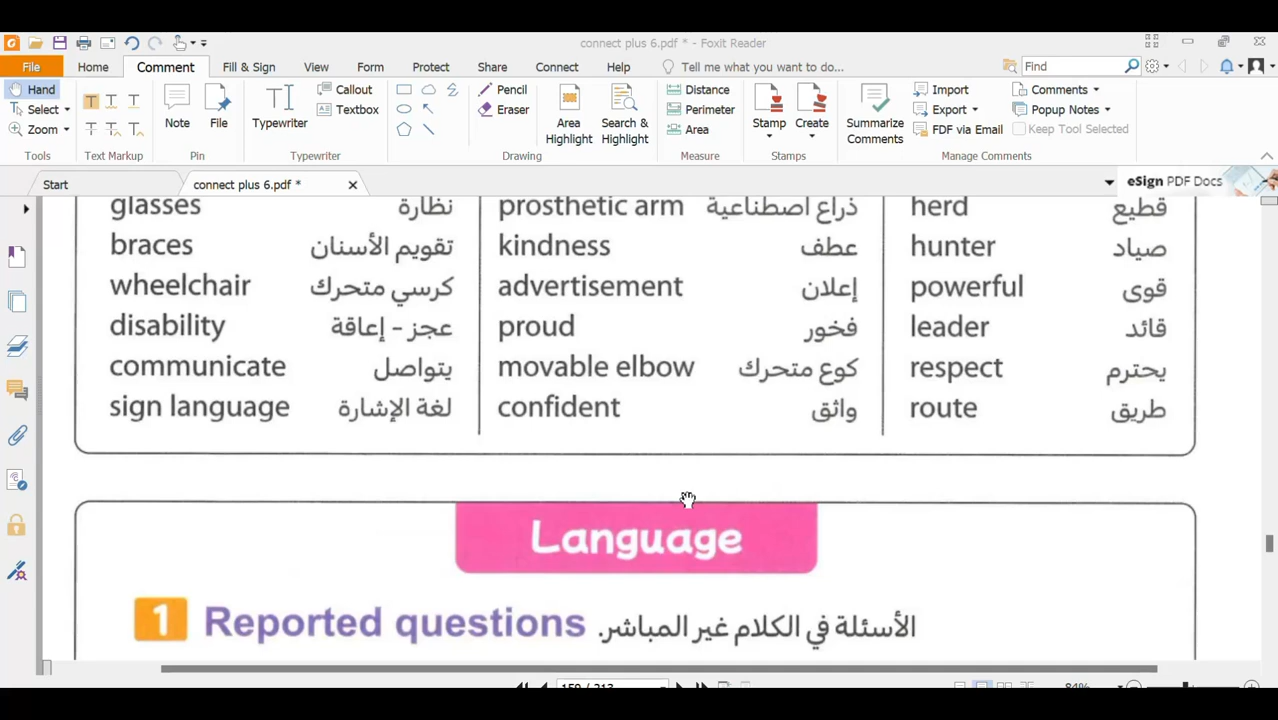 connect plus 6.pdf * - Foxit Reader
File Home Comment Fill & Sign View Form Protect Share Connect Help Tell me what you want to do... Find
Hand Select Zoom Tools
Text Markup
Note File Pin
Typewriter Callout Textbox Typewriter
Pencil Eraser Area Highlight Search & Highlight Drawing
Distance Perimeter Area Measure
Stamp Create Stamps
Summarize Comments Import Export FDF via Email Comments Popup Notes Keep Tool Selected Manage Comments
Start connect plus 6.pdf * eSign PDF Docs
glasses نظارة prosthetic arm ذراع اصطناعية herd قطيع
braces تقويم الأسنان kindness عطف hunter صياد
wheelchair كرسي متحرك advertisement إعلان powerful قوى
disability عجز - إعاقة proud فخور leader قائد
communicate يتواصل movable elbow كوع متحرك respect يحترم
sign language لغة الإشارة confident واثق route طريق
Language
1 Reported questions الأسئلة في الكلام غير المباشر.